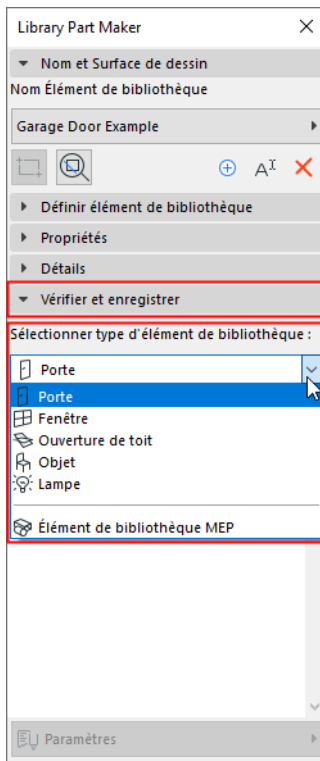 Library Part Maker
Nom et Surface de dessin
Nom Élément de bibliothèque
Garage Door Example
Définir élément de bibliothèque
Propriétés
Détails
Vérifier et enregistrer
Sélectionner type d'élément de bibliothèque :
Porte
Porte
Fenêtre
Ouverture de toit
Objet
Lampe
Élément de bibliothèque MEP
Paramètres